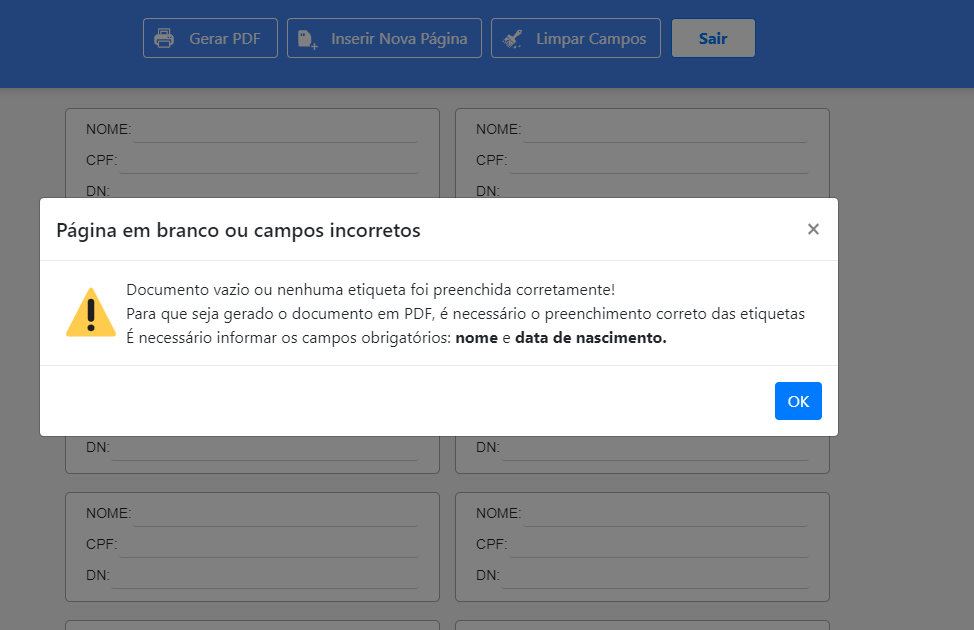 Gerar PDF Inserir Nova Página Limpar Campos Sair
NOME: NOME:
CPF: CPF:
DN: DN:
Página em branco ou campos incorretos ×
Documento vazio ou nenhuma etiqueta foi preenchida corretamente!
Para que seja gerado o documento em PDF, é necessário o preenchimento correto das etiquetas
É necessário informar os campos obrigatórios: nome e data de nascimento.
OK
DN: DN:
NOME: NOME:
CPF: CPF:
DN: DN: